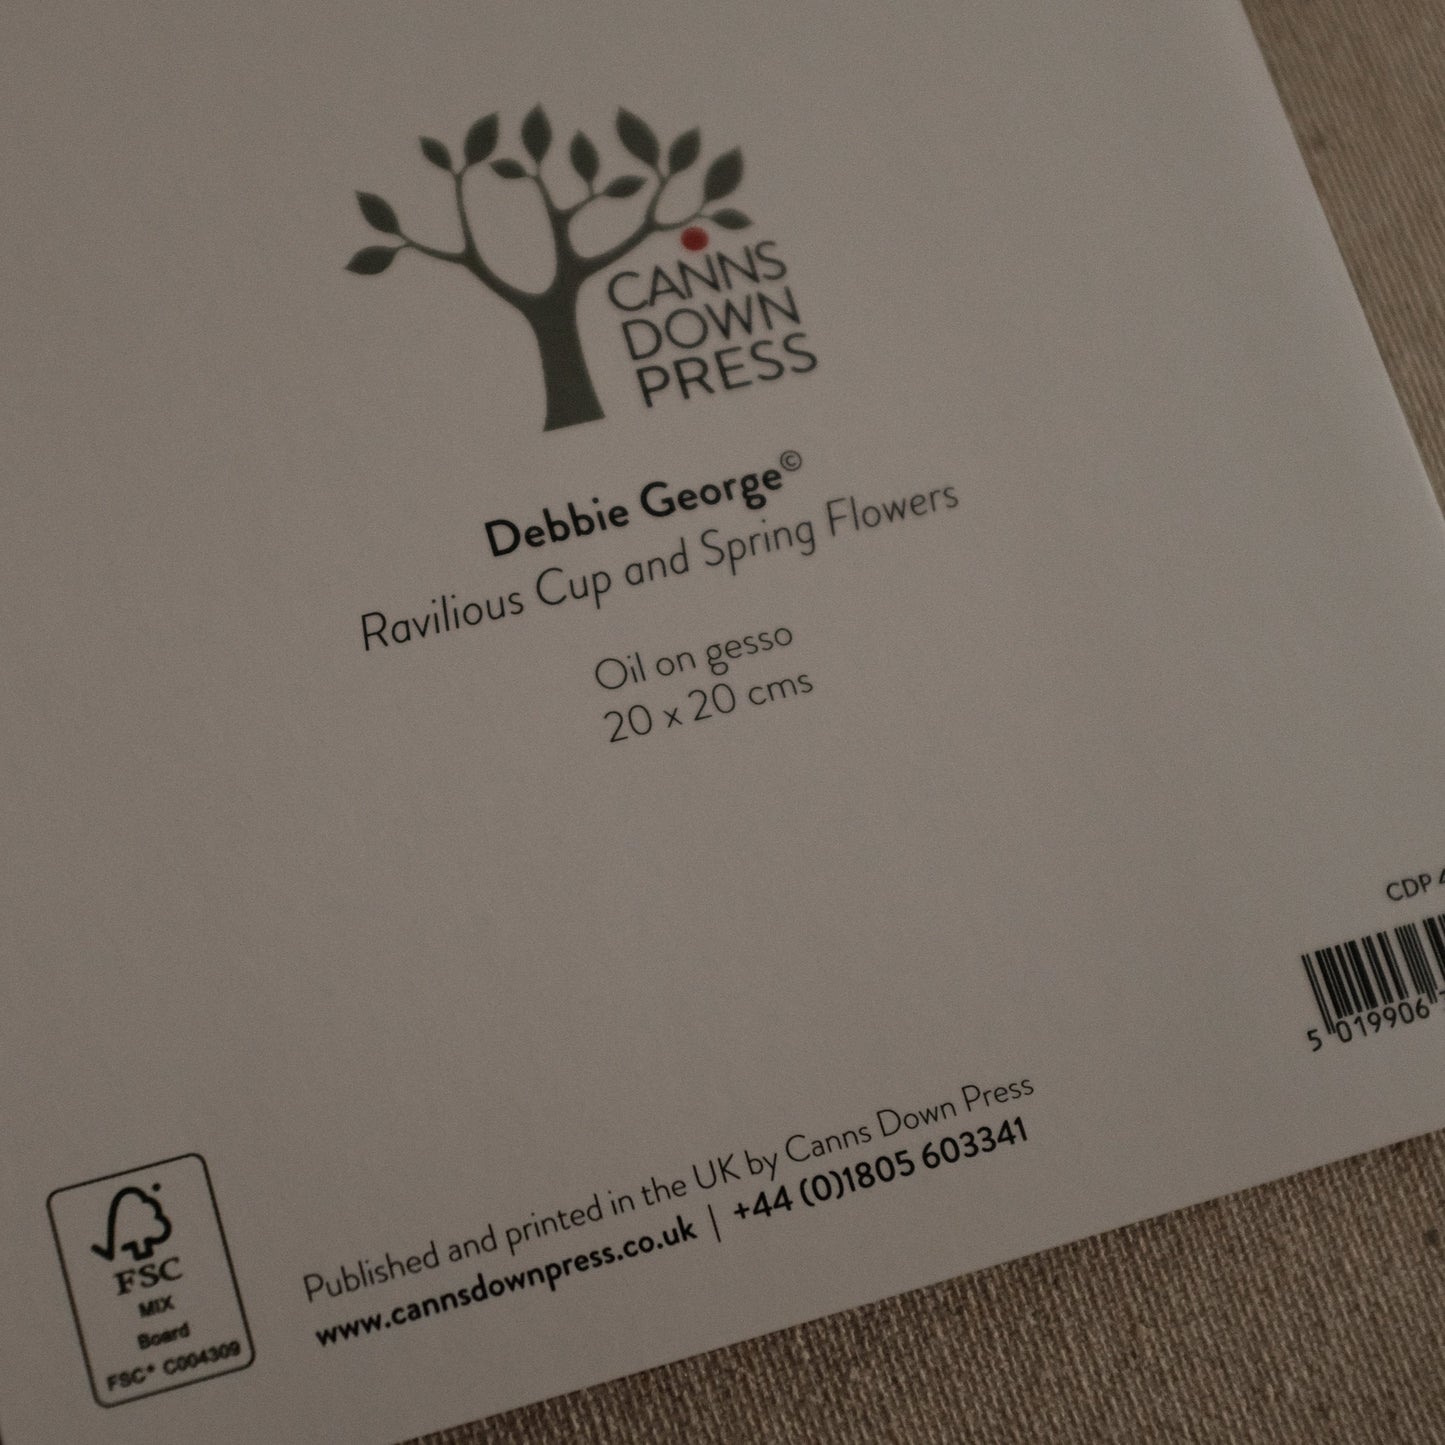 CANNS
DOWN
PRESS
Debbie George©
Ravilious Cup and Spring Flowers
Oil on gesso
20 x 20 cms
CDP
5 019906
Published and printed in the UK by Canns Down Press
www.cannsdownpress.co.uk | +44 (0)1805 603341
FSC
MIX
Board
FSC® C004309